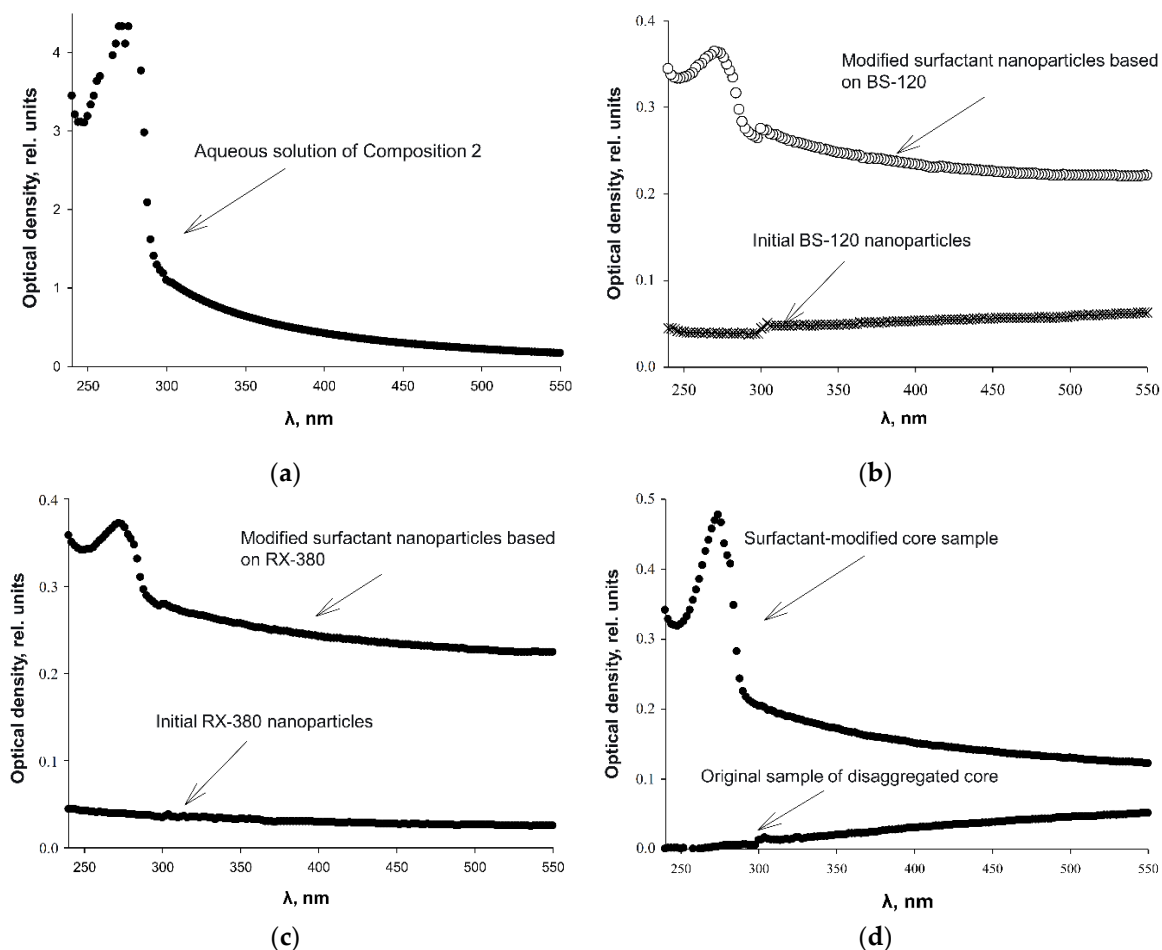 4
3
2
1
0
Optical density, rel. units
Aqueous solution of Composition 2
250 300 350 400 450 500 550
λ, nm
(a)
0.4
0.3
0.2
0.1
0.0
Optical density, rel. units
Modified surfactant nanoparticles based
on BS-120
Initial BS-120 nanoparticles
250 300 350 400 450 500 550
λ, nm
(b)
0.4
0.3
0.2
0.1
0.0
Optical density, rel. units
Modified surfactant nanoparticles based
on RX-380
Initial RX-380 nanoparticles
250 300 350 400 450 500 550
λ, nm
(c)
0.5
0.4
0.3
0.2
0.1
0.0
Optical density, rel. units
Surfactant-modified core sample
Original sample of disaggregated core
250 300 350 400 450 500 550
λ, nm
(d)